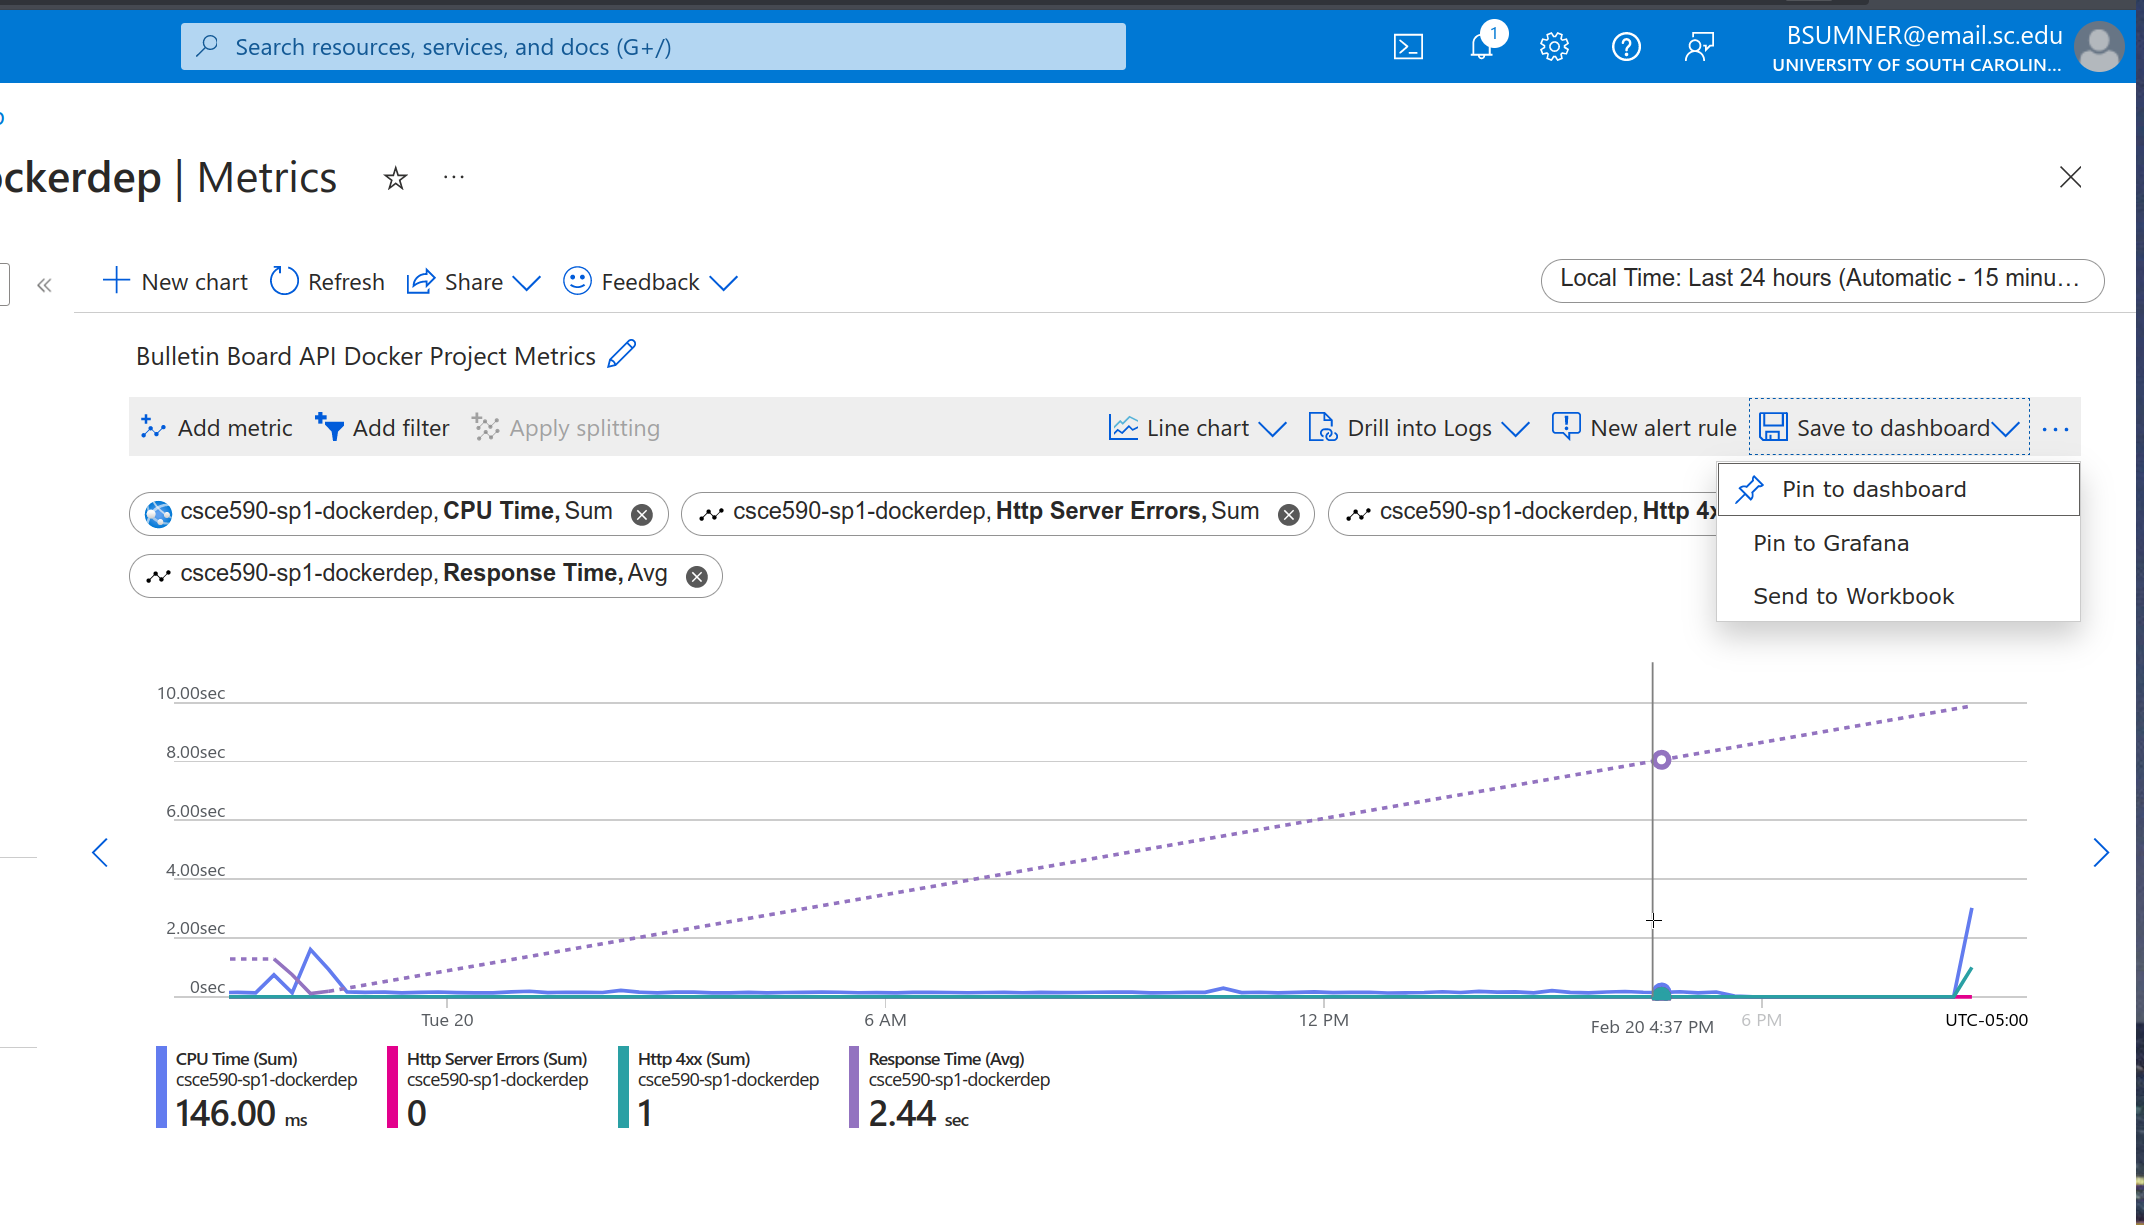 Search resources, services, and docs (G+/)
1
BSUMNER@email.sc.edu
UNIVERSITY OF SOUTH CAROLIN...
ckerdep | Metrics
...
New chart
Refresh
Share
Feedback
Local Time: Last 24 hours (Automatic - 15 minu...
Bulletin Board API Docker Project Metrics
Add metric
Add filter
Apply splitting
Line chart
Drill into Logs
New alert rule
Save to dashboard
...
Pin to dashboard
Pin to Grafana
Send to Workbook
csce590-sp1-dockerdep, CPU Time, Sum
csce590-sp1-dockerdep, Http Server Errors, Sum
csce590-sp1-dockerdep, Http 4x
csce590-sp1-dockerdep, Response Time, Avg
10.00sec
8.00sec
6.00sec
4.00sec
2.00sec
0sec
Tue 20
6 AM
12 PM
Feb 20 4:37 PM
6 PM
UTC-05:00
CPU Time (Sum)
csce590-sp1-dockerdep
146.00 ms
Http Server Errors (Sum)
csce590-sp1-dockerdep
0
Http 4xx (Sum)
csce590-sp1-dockerdep
1
Response Time (Avg)
csce590-sp1-dockerdep
2.44 sec